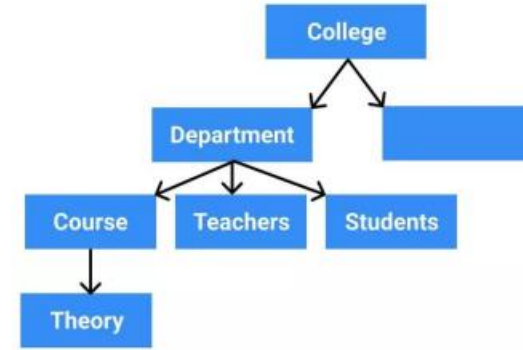 College
Department
Course
Teachers
Students
Theory